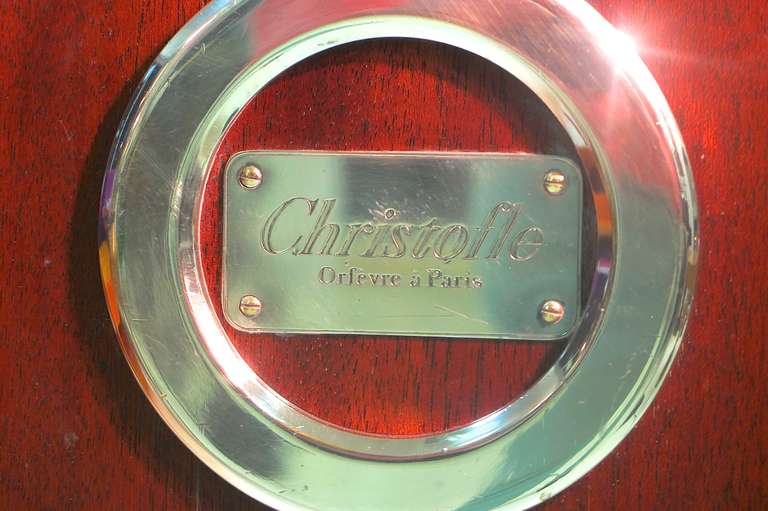 Christofle
Orfèvre à Paris